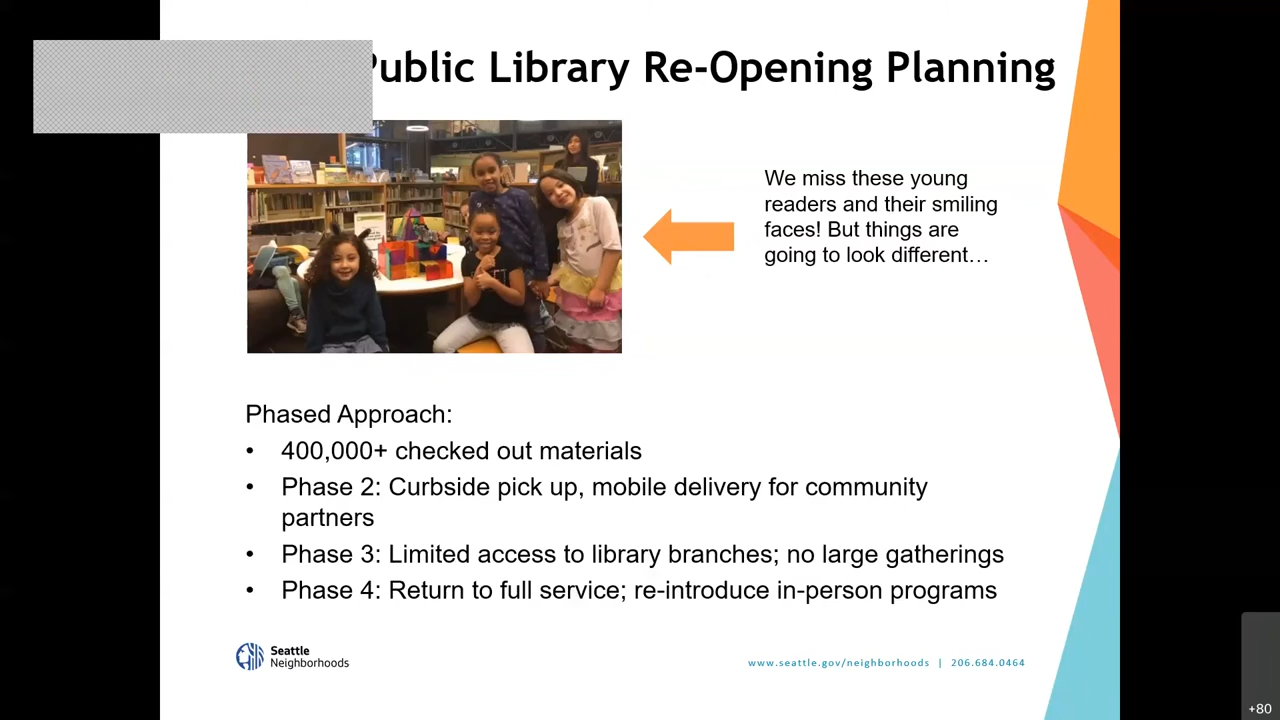 Public Library Re-Opening Planning
We miss these young
readers and their smiling
faces! But things are
going to look different…
Phased Approach:
• 400,000+ checked out materials
• Phase 2: Curbside pick up, mobile delivery for community
partners
• Phase 3: Limited access to library branches; no large gatherings
• Phase 4: Return to full service; re-introduce in-person programs
Seattle
Neighborhoods
www.seattle.gov/neighborhoods | 206.684.0464
+80